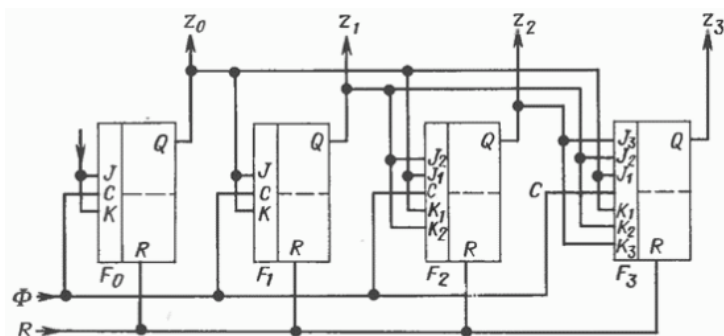 Z0 Z1 Z2 Z3
Q Q Q Q
J C K R F0
J C K R F1
J2 J1 C K1 K2 R F2
C J3 J2 J1 K1 K2 K3 R F3
Ф
R